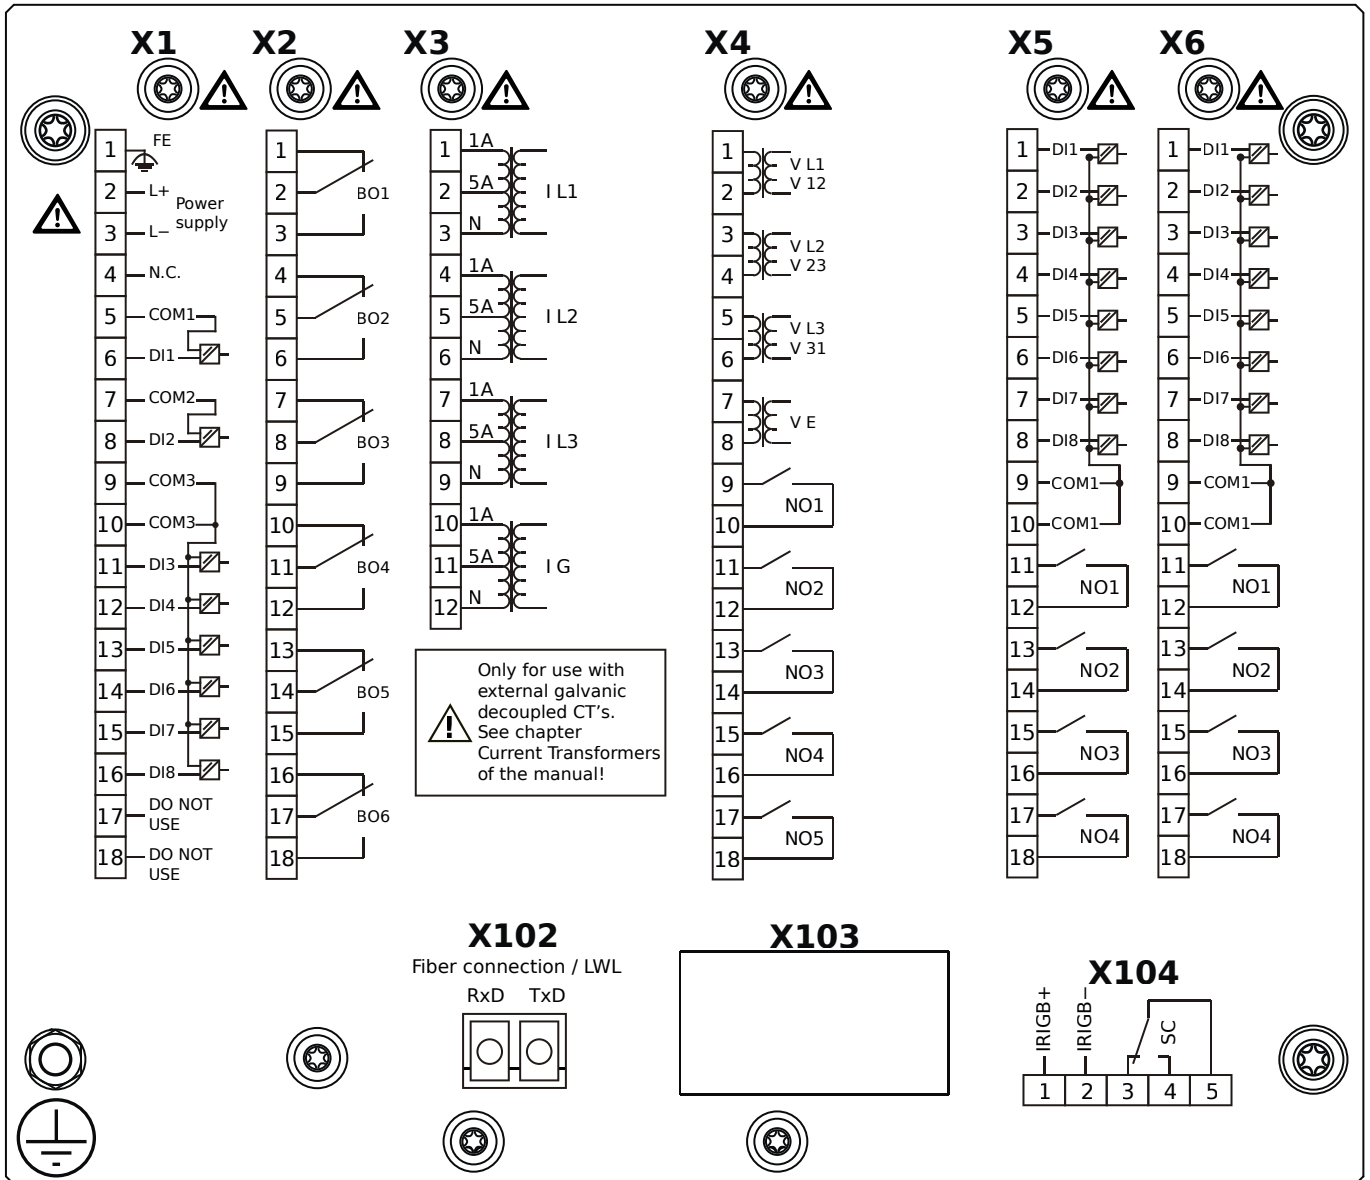 X1
X2
X3
X4
X5
X6
1 FE
2 L+
Power
supply
3 L−
4 N.C.
5 COM1
6 DI1
7 COM2
8 DI2
9 COM3
10 COM3
11 DI3
12 DI4
13 DI5
14 DI6
15 DI7
16 DI8
17 DO NOT
USE
18 DO NOT
USE
1
2 BO1
3
4
5 BO2
6
7
8 BO3
9
10
11 BO4
12
13
14 BO5
15
16
17 BO6
18
1 1A
2 5A I L1
3 N
4 1A
5 5A I L2
6 N
7 1A
8 5A I L3
9 N
10 1A
11 5A I G
12 N
Only for use with
external galvanic
decoupled CT's.
See chapter
Current Transformers
of the manual!
1 V L1
2 V 12
3 V L2
4 V 23
5 V L3
6 V 31
7 V E
8
9 NO1
10
11 NO2
12
13 NO3
14
15 NO4
16
17 NO5
18
1 DI1
2 DI2
3 DI3
4 DI4
5 DI5
6 DI6
7 DI7
8 DI8
9 COM1
10 COM1
11 NO1
12
13 NO2
14
15 NO3
16
17 NO4
18
1 DI1
2 DI2
3 DI3
4 DI4
5 DI5
6 DI6
7 DI7
8 DI8
9 COM1
10 COM1
11 NO1
12
13 NO2
14
15 NO3
16
17 NO4
18
X102
Fiber connection / LWL
RxD TxD
X103
X104
IRIGB+
IRIGB−
SC
1 2 3 4 5